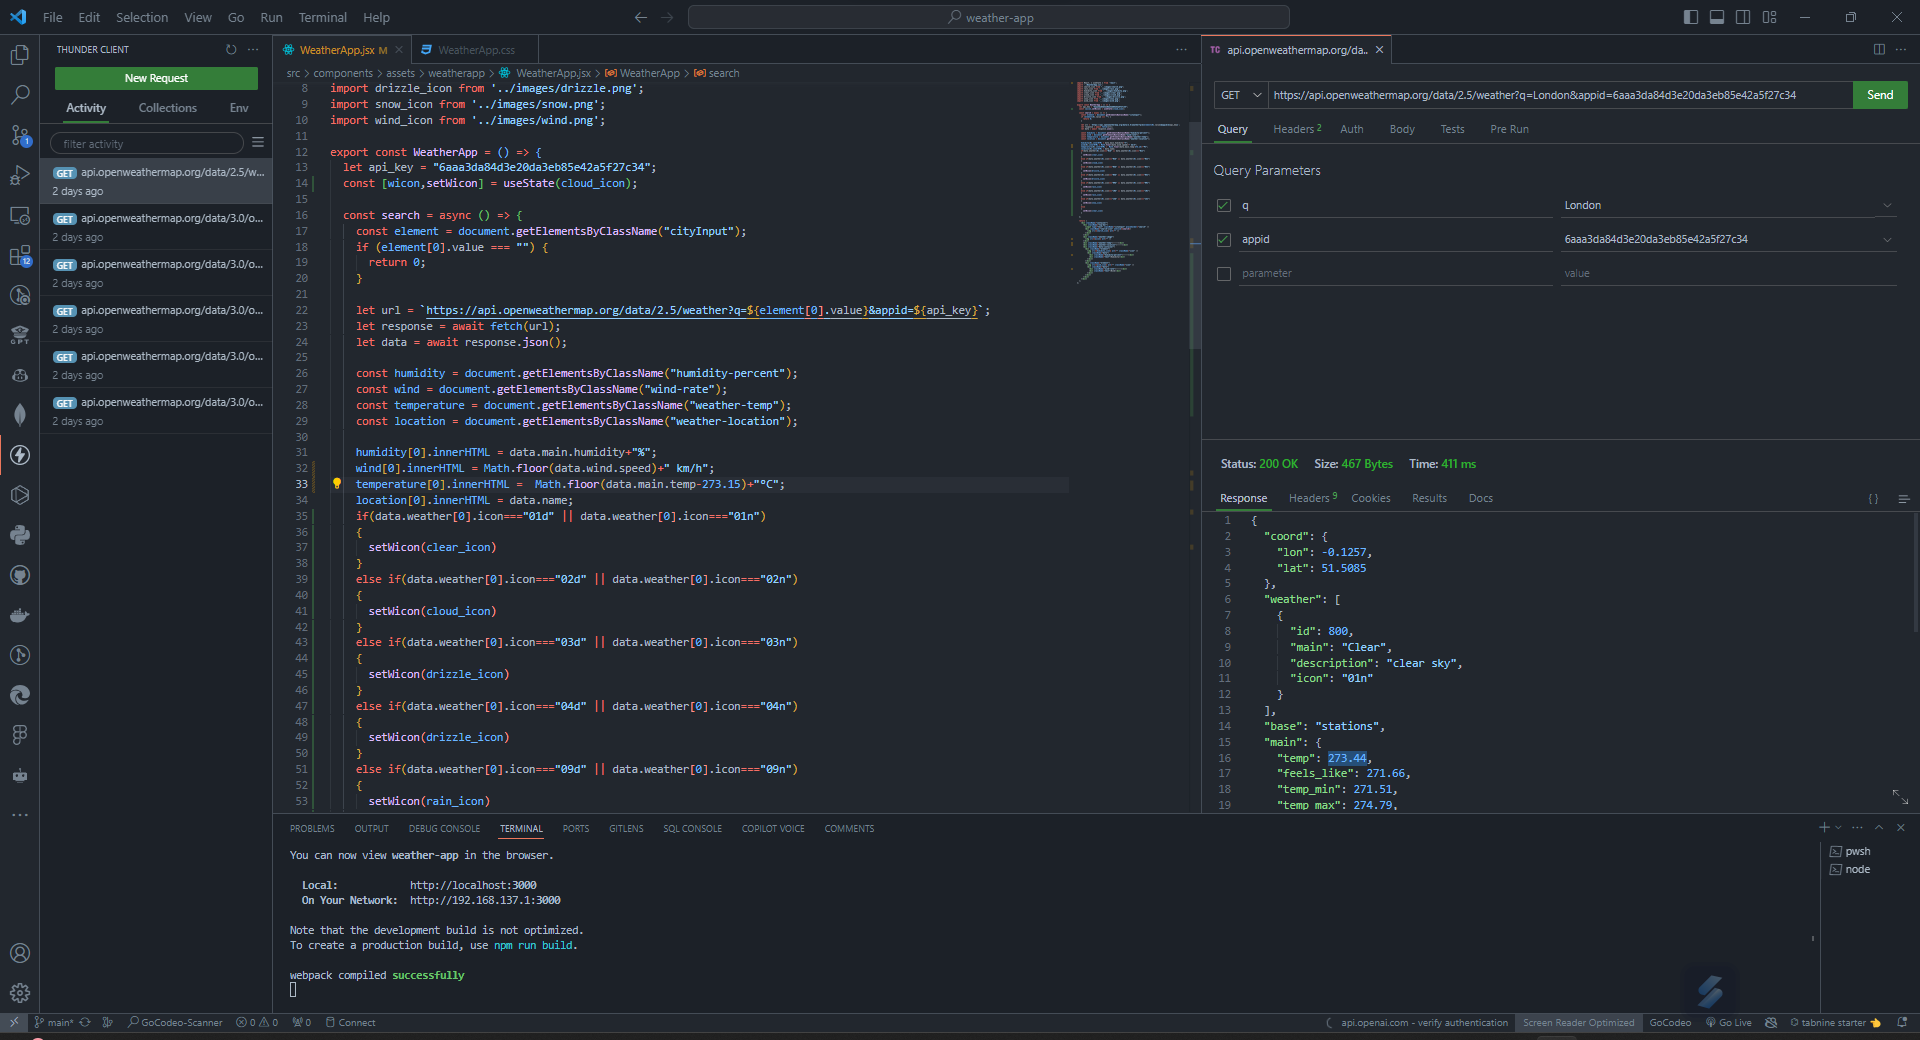 File Edit Selection View Go Run Terminal Help
weather-app
THUNDER CLIENT
New Request
Activity Collections Env
filter activity
GET api.openweathermap.org/data/2.5/w...
2 days ago
GET api.openweathermap.org/data/3.0/o...
2 days ago
GET api.openweathermap.org/data/3.0/o...
2 days ago
GET api.openweathermap.org/data/3.0/o...
2 days ago
GET api.openweathermap.org/data/3.0/o...
2 days ago
GET api.openweathermap.org/data/3.0/o...
2 days ago
1
12
GPT
WeatherApp.jsx M WeatherApp.css
src > components > assets > weatherapp > WeatherApp.jsx > WeatherApp > search
8 import drizzle_icon from '../images/drizzle.png';
9 import snow_icon from '../images/snow.png';
10 import wind_icon from '../images/wind.png';
11
12 export const WeatherApp = () => {
13 let api_key = "6aaa3da84d3e20da3eb85e42a5f27c34";
14 const [wicon,setWicon] = useState(cloud_icon);
15
16 const search = async () => {
17 const element = document.getElementsByClassName("cityInput");
18 if (element[0].value === "") {
19 return 0;
20 }
21
22 let url = `https://api.openweathermap.org/data/2.5/weather?q=${element[0].value}&appid=${api_key}`;
23 let response = await fetch(url);
24 let data = await response.json();
25
26 const humidity = document.getElementsByClassName("humidity-percent");
27 const wind = document.getElementsByClassName("wind-rate");
28 const temperature = document.getElementsByClassName("weather-temp");
29 const location = document.getElementsByClassName("weather-location");
30
31 humidity[0].innerHTML = data.main.humidity+"%";
32 wind[0].innerHTML = Math.floor(data.wind.speed)+" km/h";
33 temperature[0].innerHTML =  Math.floor(data.main.temp-273.15)+"°C";
34 location[0].innerHTML = data.name;
35 if(data.weather[0].icon==="01d" || data.weather[0].icon==="01n")
36 {
37 setWicon(clear_icon)
38 }
39 else if(data.weather[0].icon==="02d" || data.weather[0].icon==="02n")
40 {
41 setWicon(cloud_icon)
42 }
43 else if(data.weather[0].icon==="03d" || data.weather[0].icon==="03n")
44 {
45 setWicon(drizzle_icon)
46 }
47 else if(data.weather[0].icon==="04d" || data.weather[0].icon==="04n")
48 {
49 setWicon(drizzle_icon)
50 }
51 else if(data.weather[0].icon==="09d" || data.weather[0].icon==="09n")
52 {
53 setWicon(rain_icon)
TC api.openweathermap.org/da..
GET https://api.openweathermap.org/data/2.5/weather?q=London&appid=6aaa3da84d3e20da3eb85e42a5f27c34 Send
Query Headers 2 Auth Body Tests Pre Run
Query Parameters
q London
appid 6aaa3da84d3e20da3eb85e42a5f27c34
parameter value
Status: 200 OK Size: 467 Bytes Time: 411 ms
Response Headers 9 Cookies Results Docs { }
1 {
2 "coord": {
3 "lon": -0.1257,
4 "lat": 51.5085
5 },
6 "weather": [
7 {
8 "id": 800,
9 "main": "Clear",
10 "description": "clear sky",
11 "icon": "01n"
12 }
13 ],
14 "base": "stations",
15 "main": {
16 "temp": 273.44,
17 "feels_like": 271.66,
18 "temp_min": 271.51,
19 "temp_max": 274.79,
PROBLEMS OUTPUT DEBUG CONSOLE TERMINAL PORTS GITLENS SQL CONSOLE COPILOT VOICE COMMENTS
You can now view weather-app in the browser.
Local: http://localhost:3000
On Your Network: http://192.168.137.1:3000
Note that the development build is not optimized.
To create a production build, use npm run build.
webpack compiled successfully
pwsh
node
main* GoCodeo-Scanner 0 0 0 Connect
api.openai.com - verify authentication Screen Reader Optimized GoCodeo Go Live tabnine starter